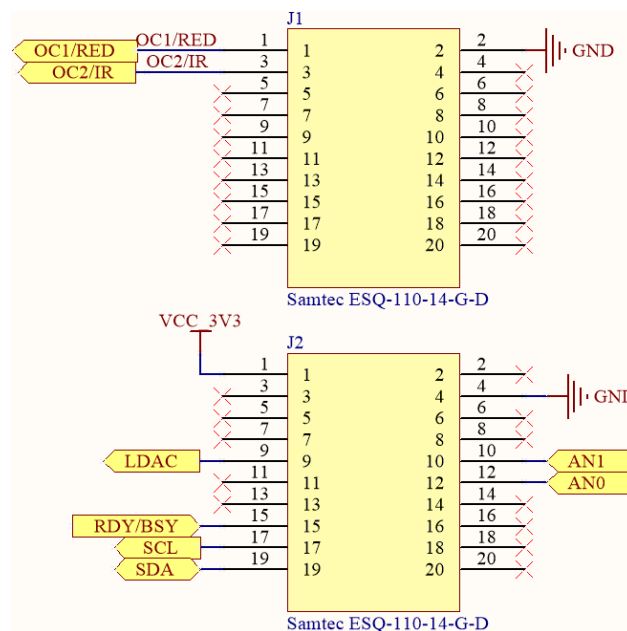 J1
OC1/RED OC1/RED 1 1 2 2 GND
OC2/IR OC2/IR 3 3 4 4
5 5 6 6
7 7 8 8
9 9 10 10
11 11 12 12
13 13 14 14
15 15 16 16
17 17 18 18
19 19 20 20
Samtec ESQ-110-14-G-D
VCC_3V3
J2
1 1 2 2
3 3 4 4 GND
5 5 6 6
7 7 8 8
LDAC 9 9 10 10 AN1
11 11 12 12 AN0
13 13 14 14
RDY/BSY 15 15 16 16
SCL 17 17 18 18
SDA 19 19 20 20
Samtec ESQ-110-14-G-D